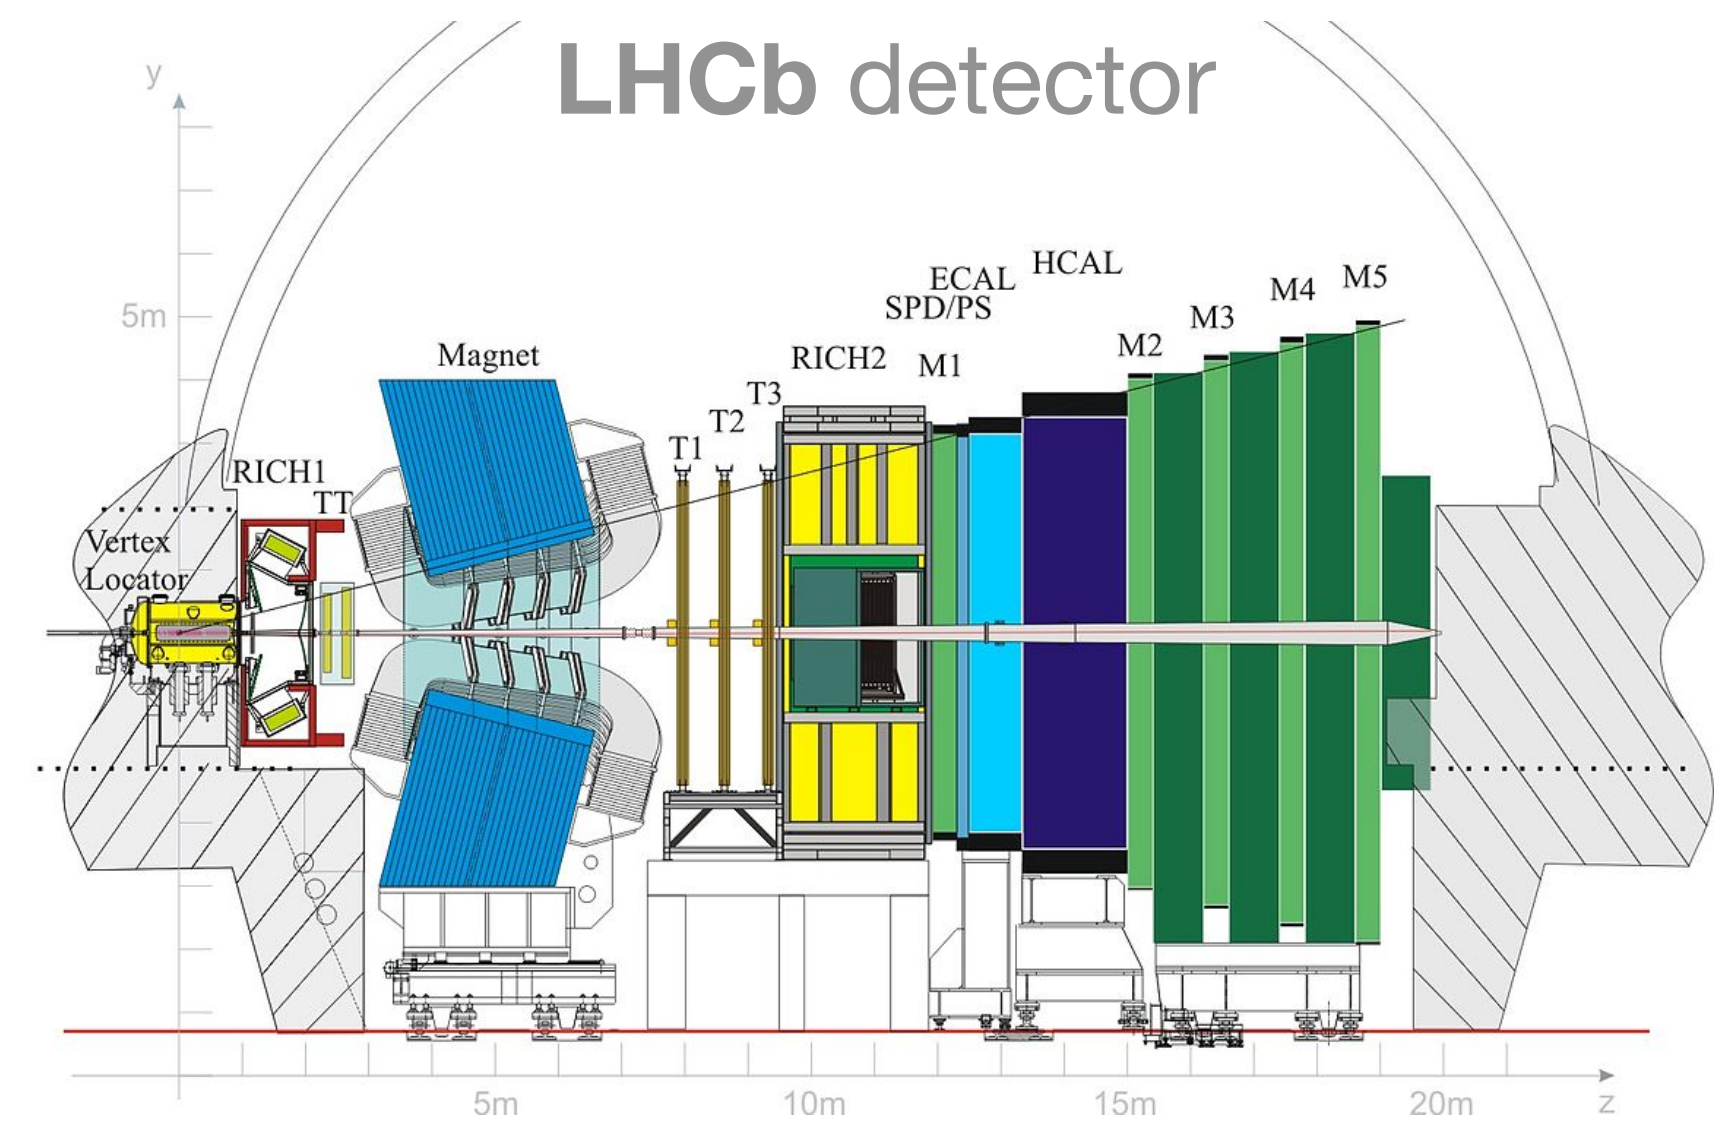 LHCb detector
y
5m
HCAL
ECAL
SPD/PS
M5
M4
M3
M2
M1
RICH2
Magnet
T3
T2
T1
RICH1
TT
Vertex
Locator
5m
10m
15m
20m
z